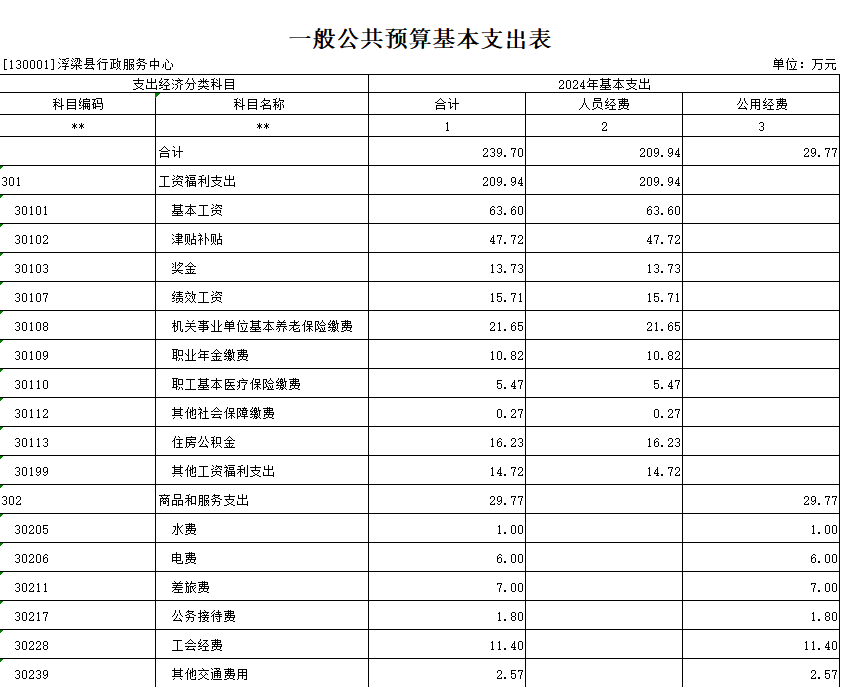 一般公共预算基本支出表
[130001]浮梁县行政服务中心 单位：万元
支出经济分类科目 2024年基本支出
科目编码 科目名称 合计 人员经费 公用经费
** ** 1 2 3
合计 239.70 209.94 29.77
301 工资福利支出 209.94 209.94
30101 基本工资 63.60 63.60
30102 津贴补贴 47.72 47.72
30103 奖金 13.73 13.73
30107 绩效工资 15.71 15.71
30108 机关事业单位基本养老保险缴费 21.65 21.65
30109 职业年金缴费 10.82 10.82
30110 职工基本医疗保险缴费 5.47 5.47
30112 其他社会保障缴费 0.27 0.27
30113 住房公积金 16.23 16.23
30199 其他工资福利支出 14.72 14.72
302 商品和服务支出 29.77 29.77
30205 水费 1.00 1.00
30206 电费 6.00 6.00
30211 差旅费 7.00 7.00
30217 公务接待费 1.80 1.80
30228 工会经费 11.40 11.40
30239 其他交通费用 2.57 2.57